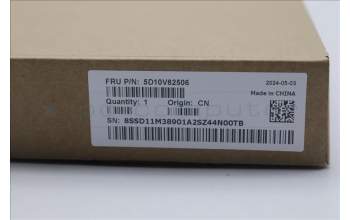 FRU P/N: 5D10V82506
2024-05-03
Made in CHINA
Quantity: 1 Origin: CN
SN: 8SSD11M38901A2SZ44N00TB